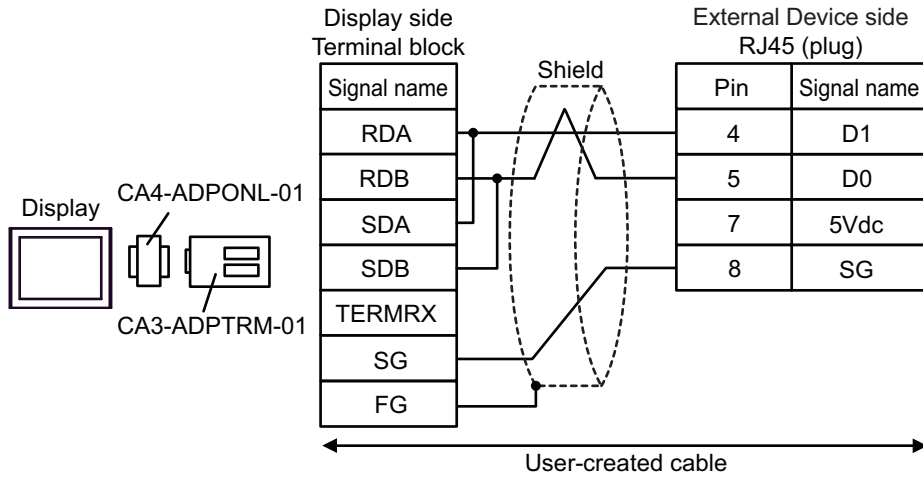 Display side
Terminal block
External Device side
RJ45 (plug)
Shield
Signal name
Pin
Signal name
RDA
4
D1
RDB
5
D0
SDA
7
5Vdc
SDB
8
SG
TERMRX
SG
FG
Display
CA4-ADPONL-01
CA3-ADPTRM-01
User-created cable